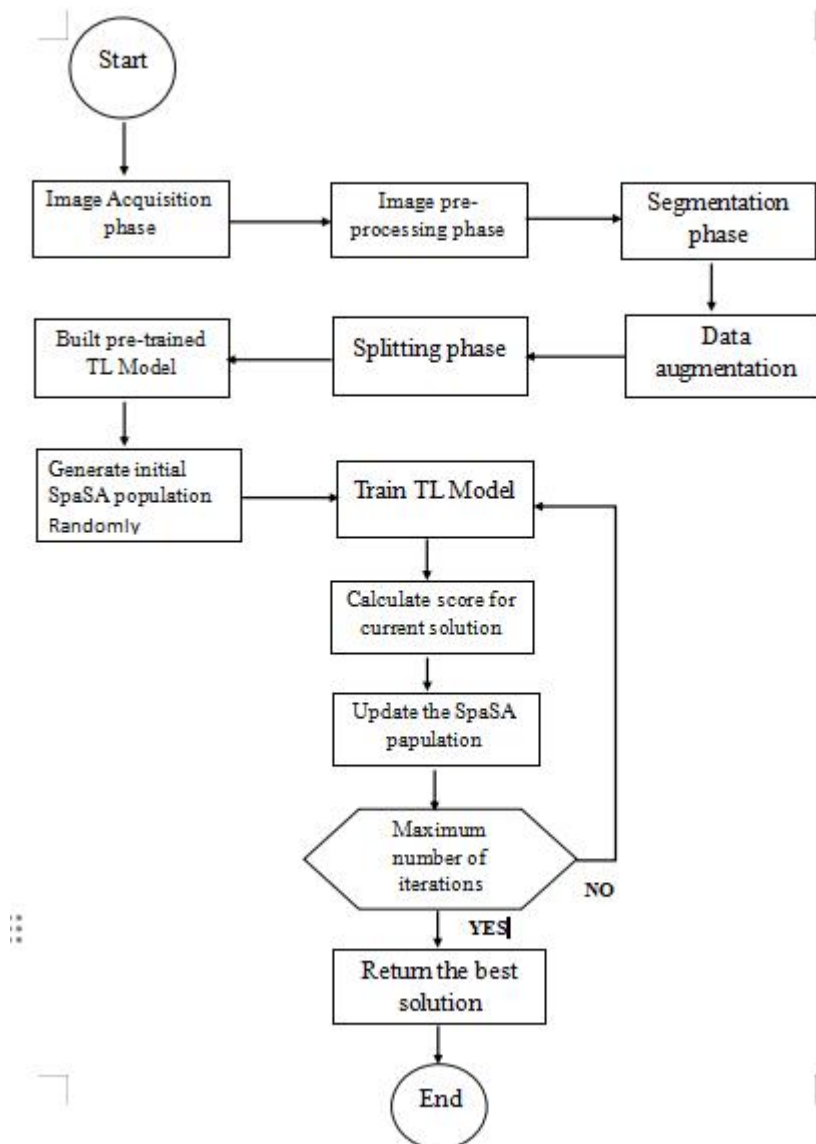 Start
Image Acquisition
phase
Image pre-
processing phase
Segmentation
phase
Data
augmentation
Splitting phase
Built pre-trained
TL Model
Generate initial
SpaSA population
Randomly
Train TL Model
Calculate score for
current solution
Update the SpaSA
papulation
Maximum
number of
iterations
NO
YES
Return the best
solution
End